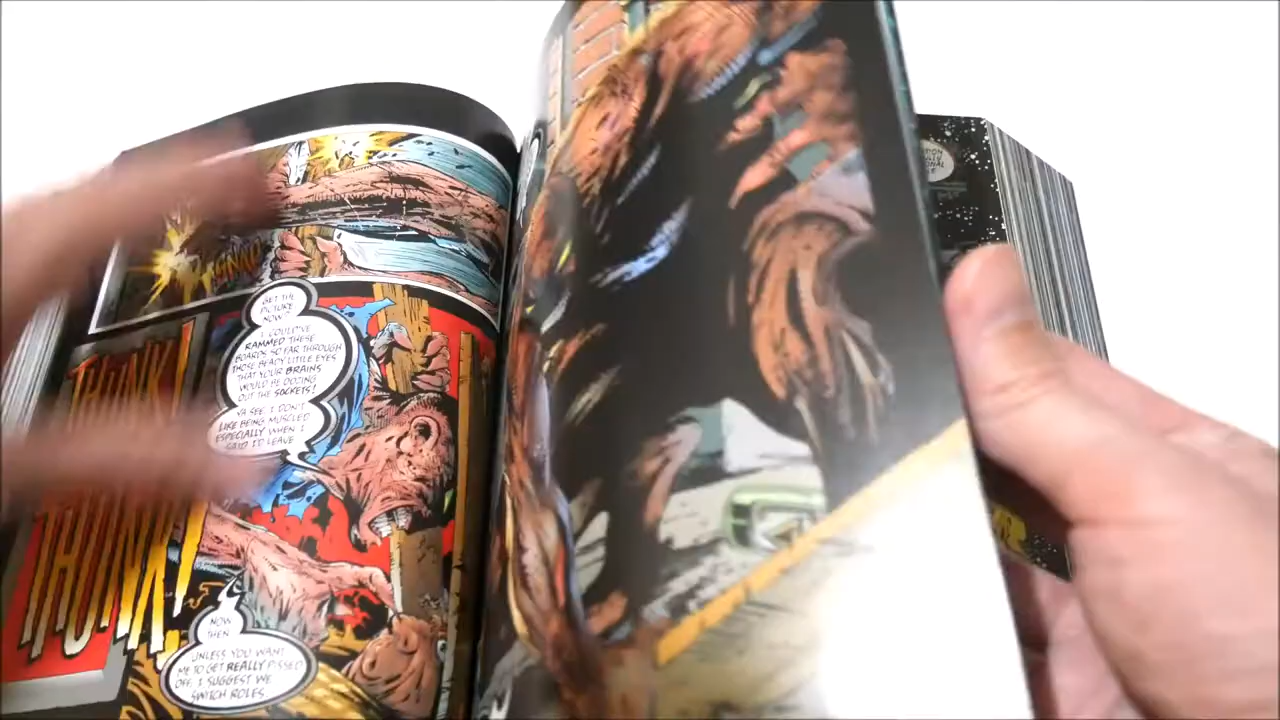 GET THE
PICTURE
NOW?
I COULD'VE
RAMMED THESE
BOARDS SO FAR THROUGH
THOSE BEADY LITTLE EYES
THAT YOUR BRAINS
WOULD BE OOZING
OUT THE SOCKETS!
YA SEE, I DON'T
LIKE BEING MUSCLED
ESPECIALLY WHEN I
SAID I'D LEAVE
THUNK!
THUNK!
NOW
THEN
UNLESS YOU WANT
ME TO GET REALLY PISSED
OFF, I SUGGEST WE
SWITCH ROLES.